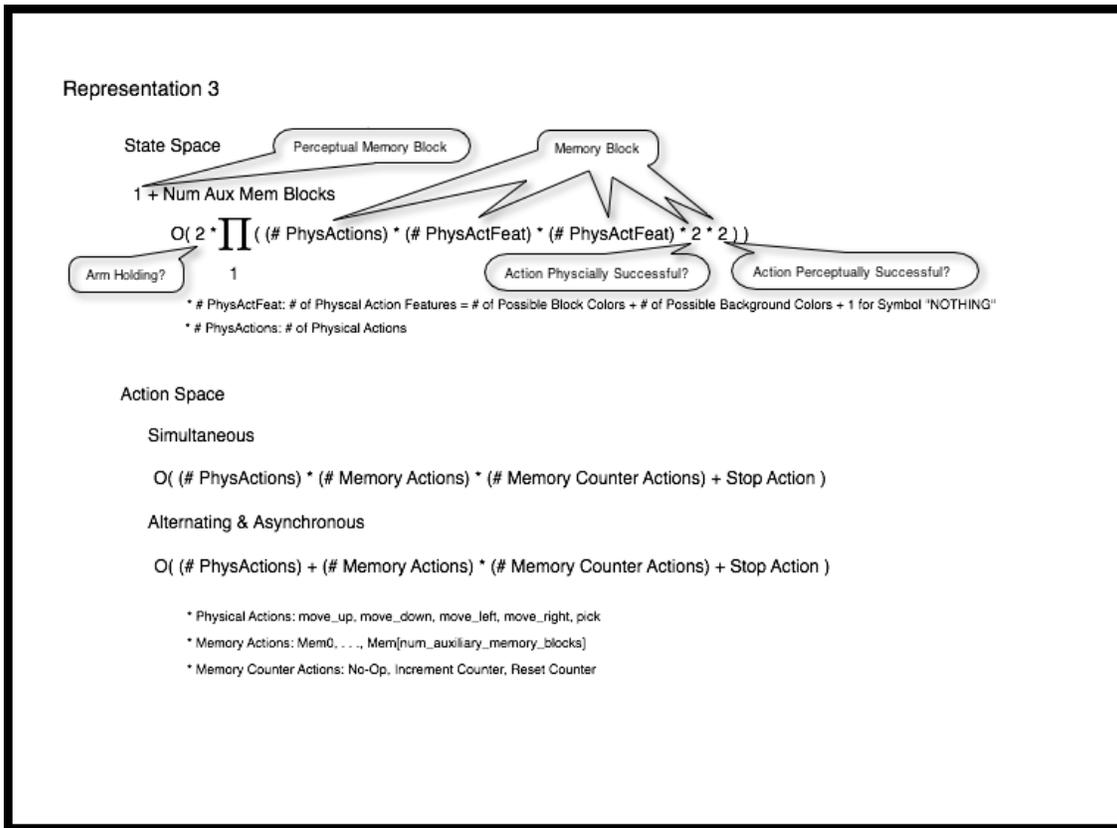 Representation 3
State Space
Perceptual Memory Block
Memory Block
1 + Num Aux Mem Blocks
O( 2 * ∏ ( (# PhysActions) * (# PhysActFeat) * (# PhysActFeat) * 2 * 2 ) )
Arm Holding?
1
Action Physcially Successful?
Action Perceptually Successful?
* # PhysActFeat: # of Physcal Action Features = # of Possible Block Colors + # of Possible Background Colors + 1 for Symbol "NOTHING"
* # PhysActions: # of Physical Actions
Action Space
Simultaneous
O( (# PhysActions) * (# Memory Actions) * (# Memory Counter Actions) + Stop Action )
Alternating & Asynchronous
O( (# PhysActions) + (# Memory Actions) * (# Memory Counter Actions) + Stop Action )
* Physical Actions: move_up, move_down, move_left, move_right, pick
* Memory Actions: Mem0, . . ., Mem[num_auxiliary_memory_blocks]
* Memory Counter Actions: No-Op, Increment Counter, Reset Counter